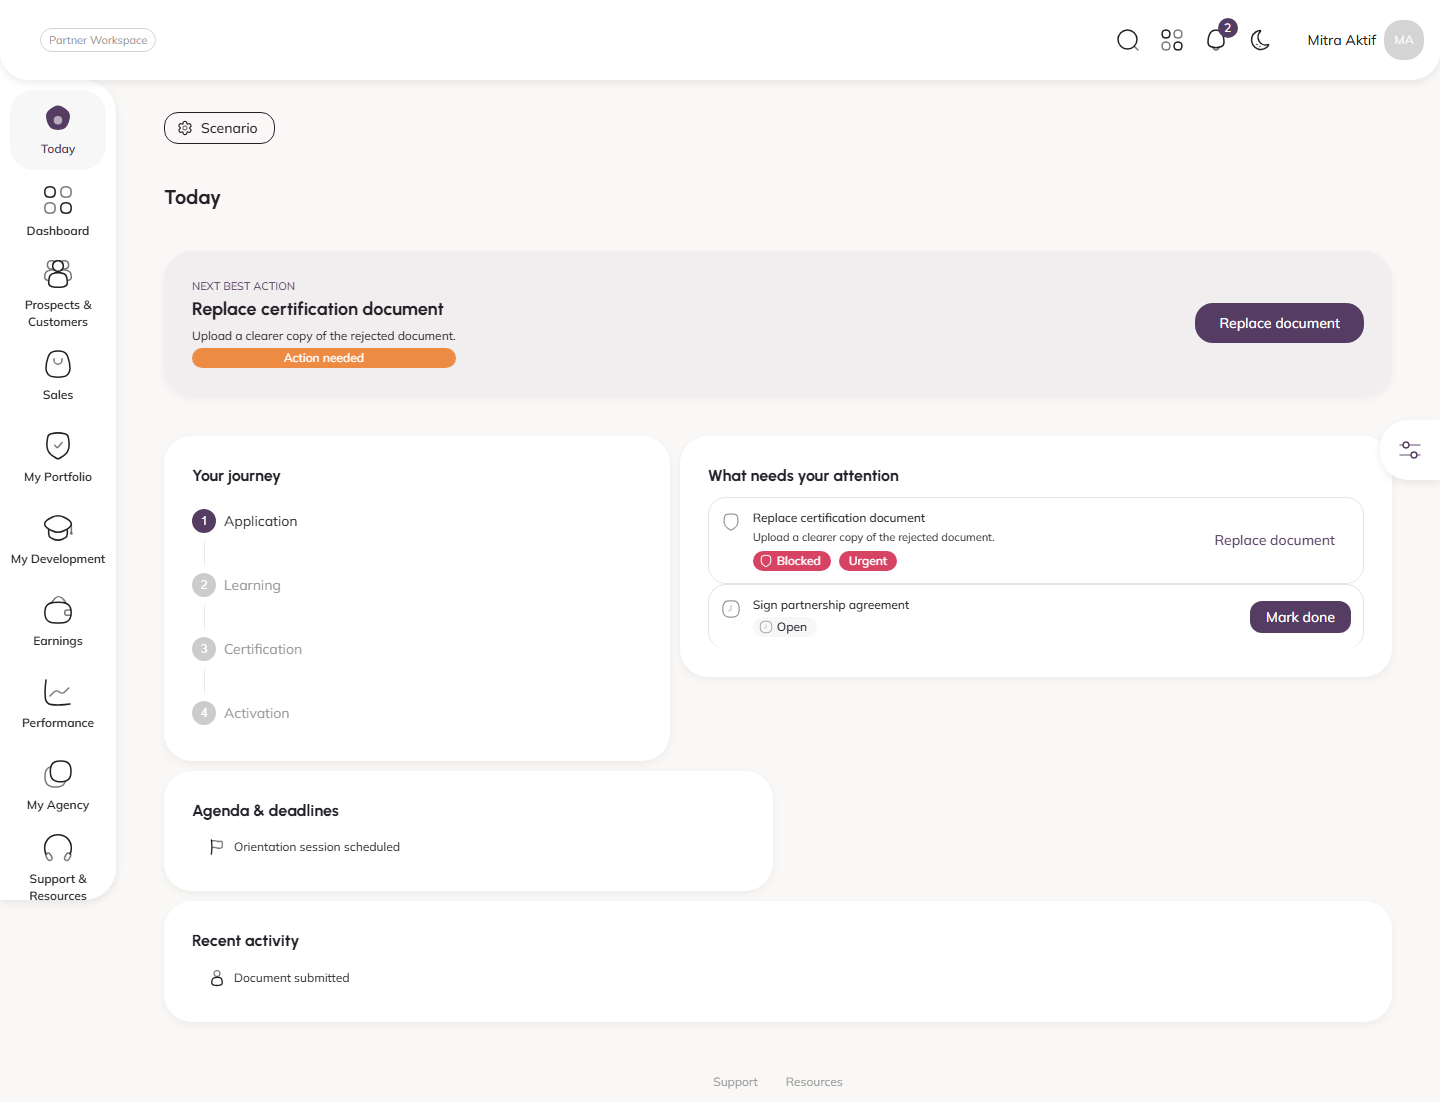 Partner Workspace
2
Mitra Aktif
MA
Today
Dashboard
Prospects &
Customers
Sales
My Portfolio
My Development
Earnings
Performance
My Agency
Support &
Resources
Scenario
Today
NEXT BEST ACTION
Replace certification document
Upload a clearer copy of the rejected document.
Action needed
Replace document
Your journey
1 Application
2 Learning
3 Certification
4 Activation
What needs your attention
Replace certification document
Upload a clearer copy of the rejected document.
Blocked Urgent
Replace document
Sign partnership agreement
Open
Mark done
Agenda & deadlines
Orientation session scheduled
Recent activity
Document submitted
Support Resources